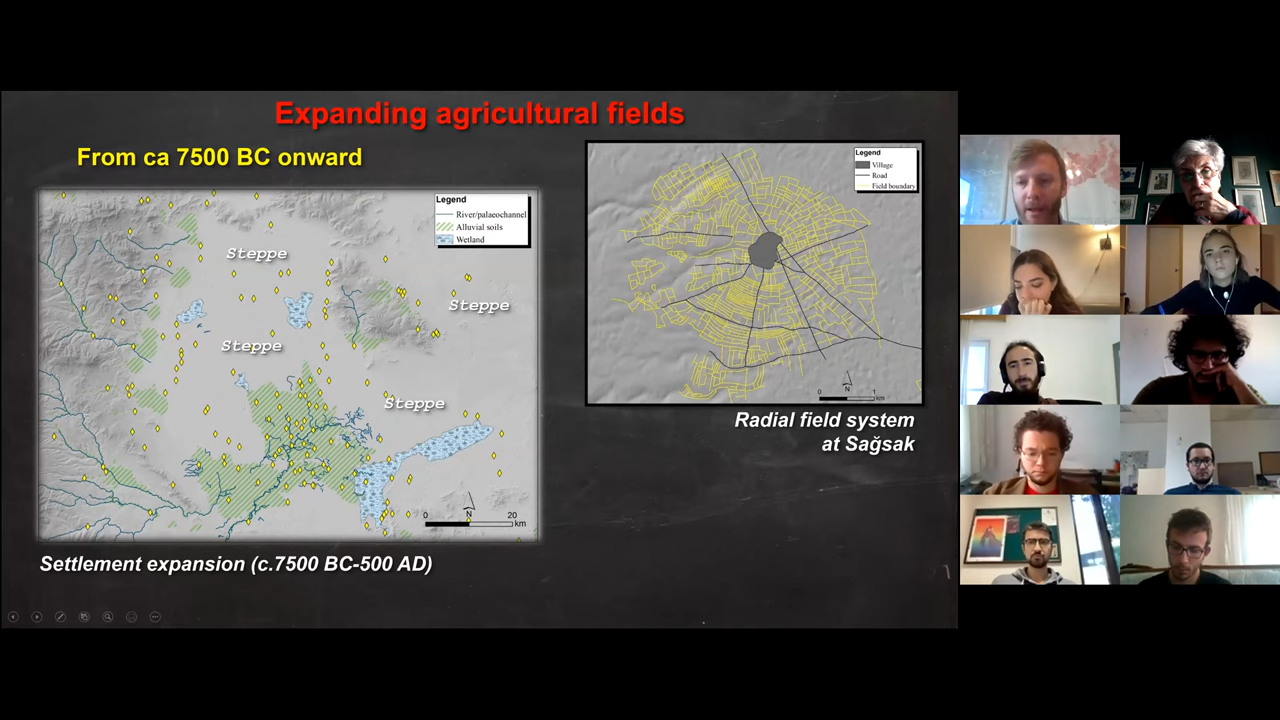 Expanding agricultural fields
From ca 7500 BC onward
Legend
River/palaeochannel
Alluvial soils
Wetland
Steppe
Steppe
Steppe
Steppe
N
0 20
km
Settlement expansion (c.7500 BC-500 AD)
Legend
Village
Road
Field boundary
N
0 1
km
Radial field system
at Sağsak